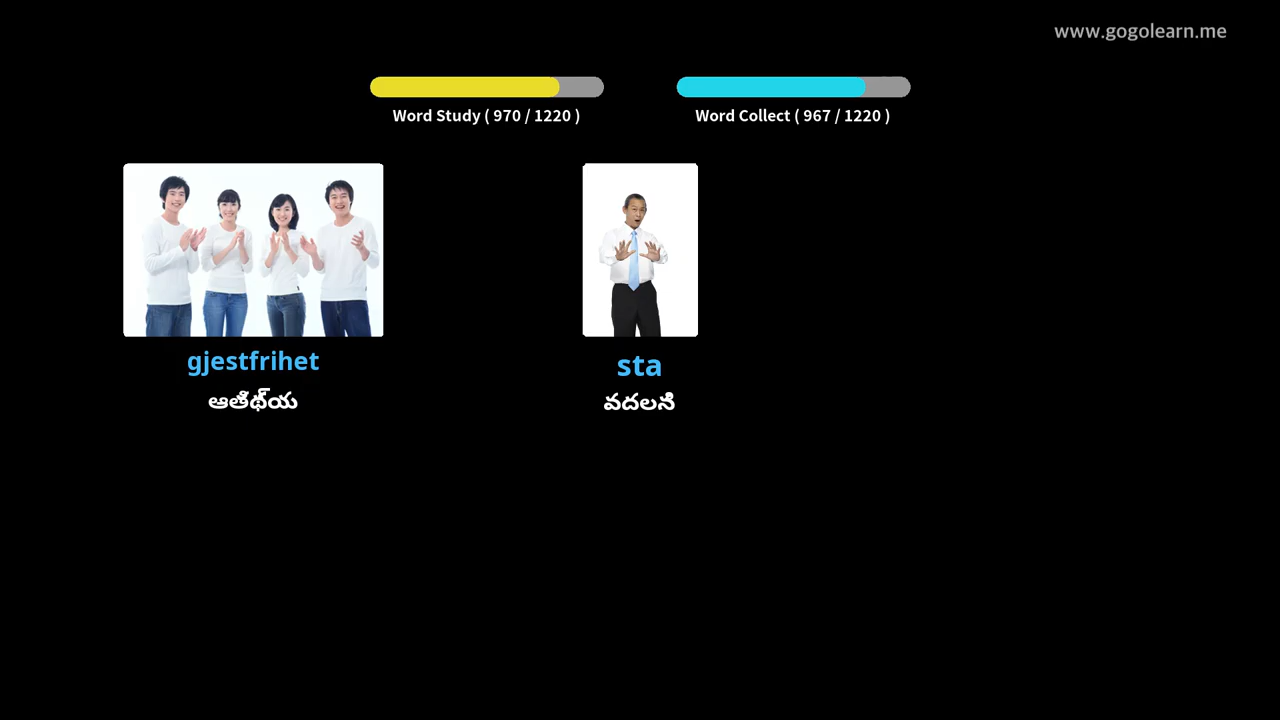 www.gogolearn.me
Word Study ( 970 / 1220 )
Word Collect ( 967 / 1220 )
gjestfrihet
ఆతిథ్య
sta
వదలని